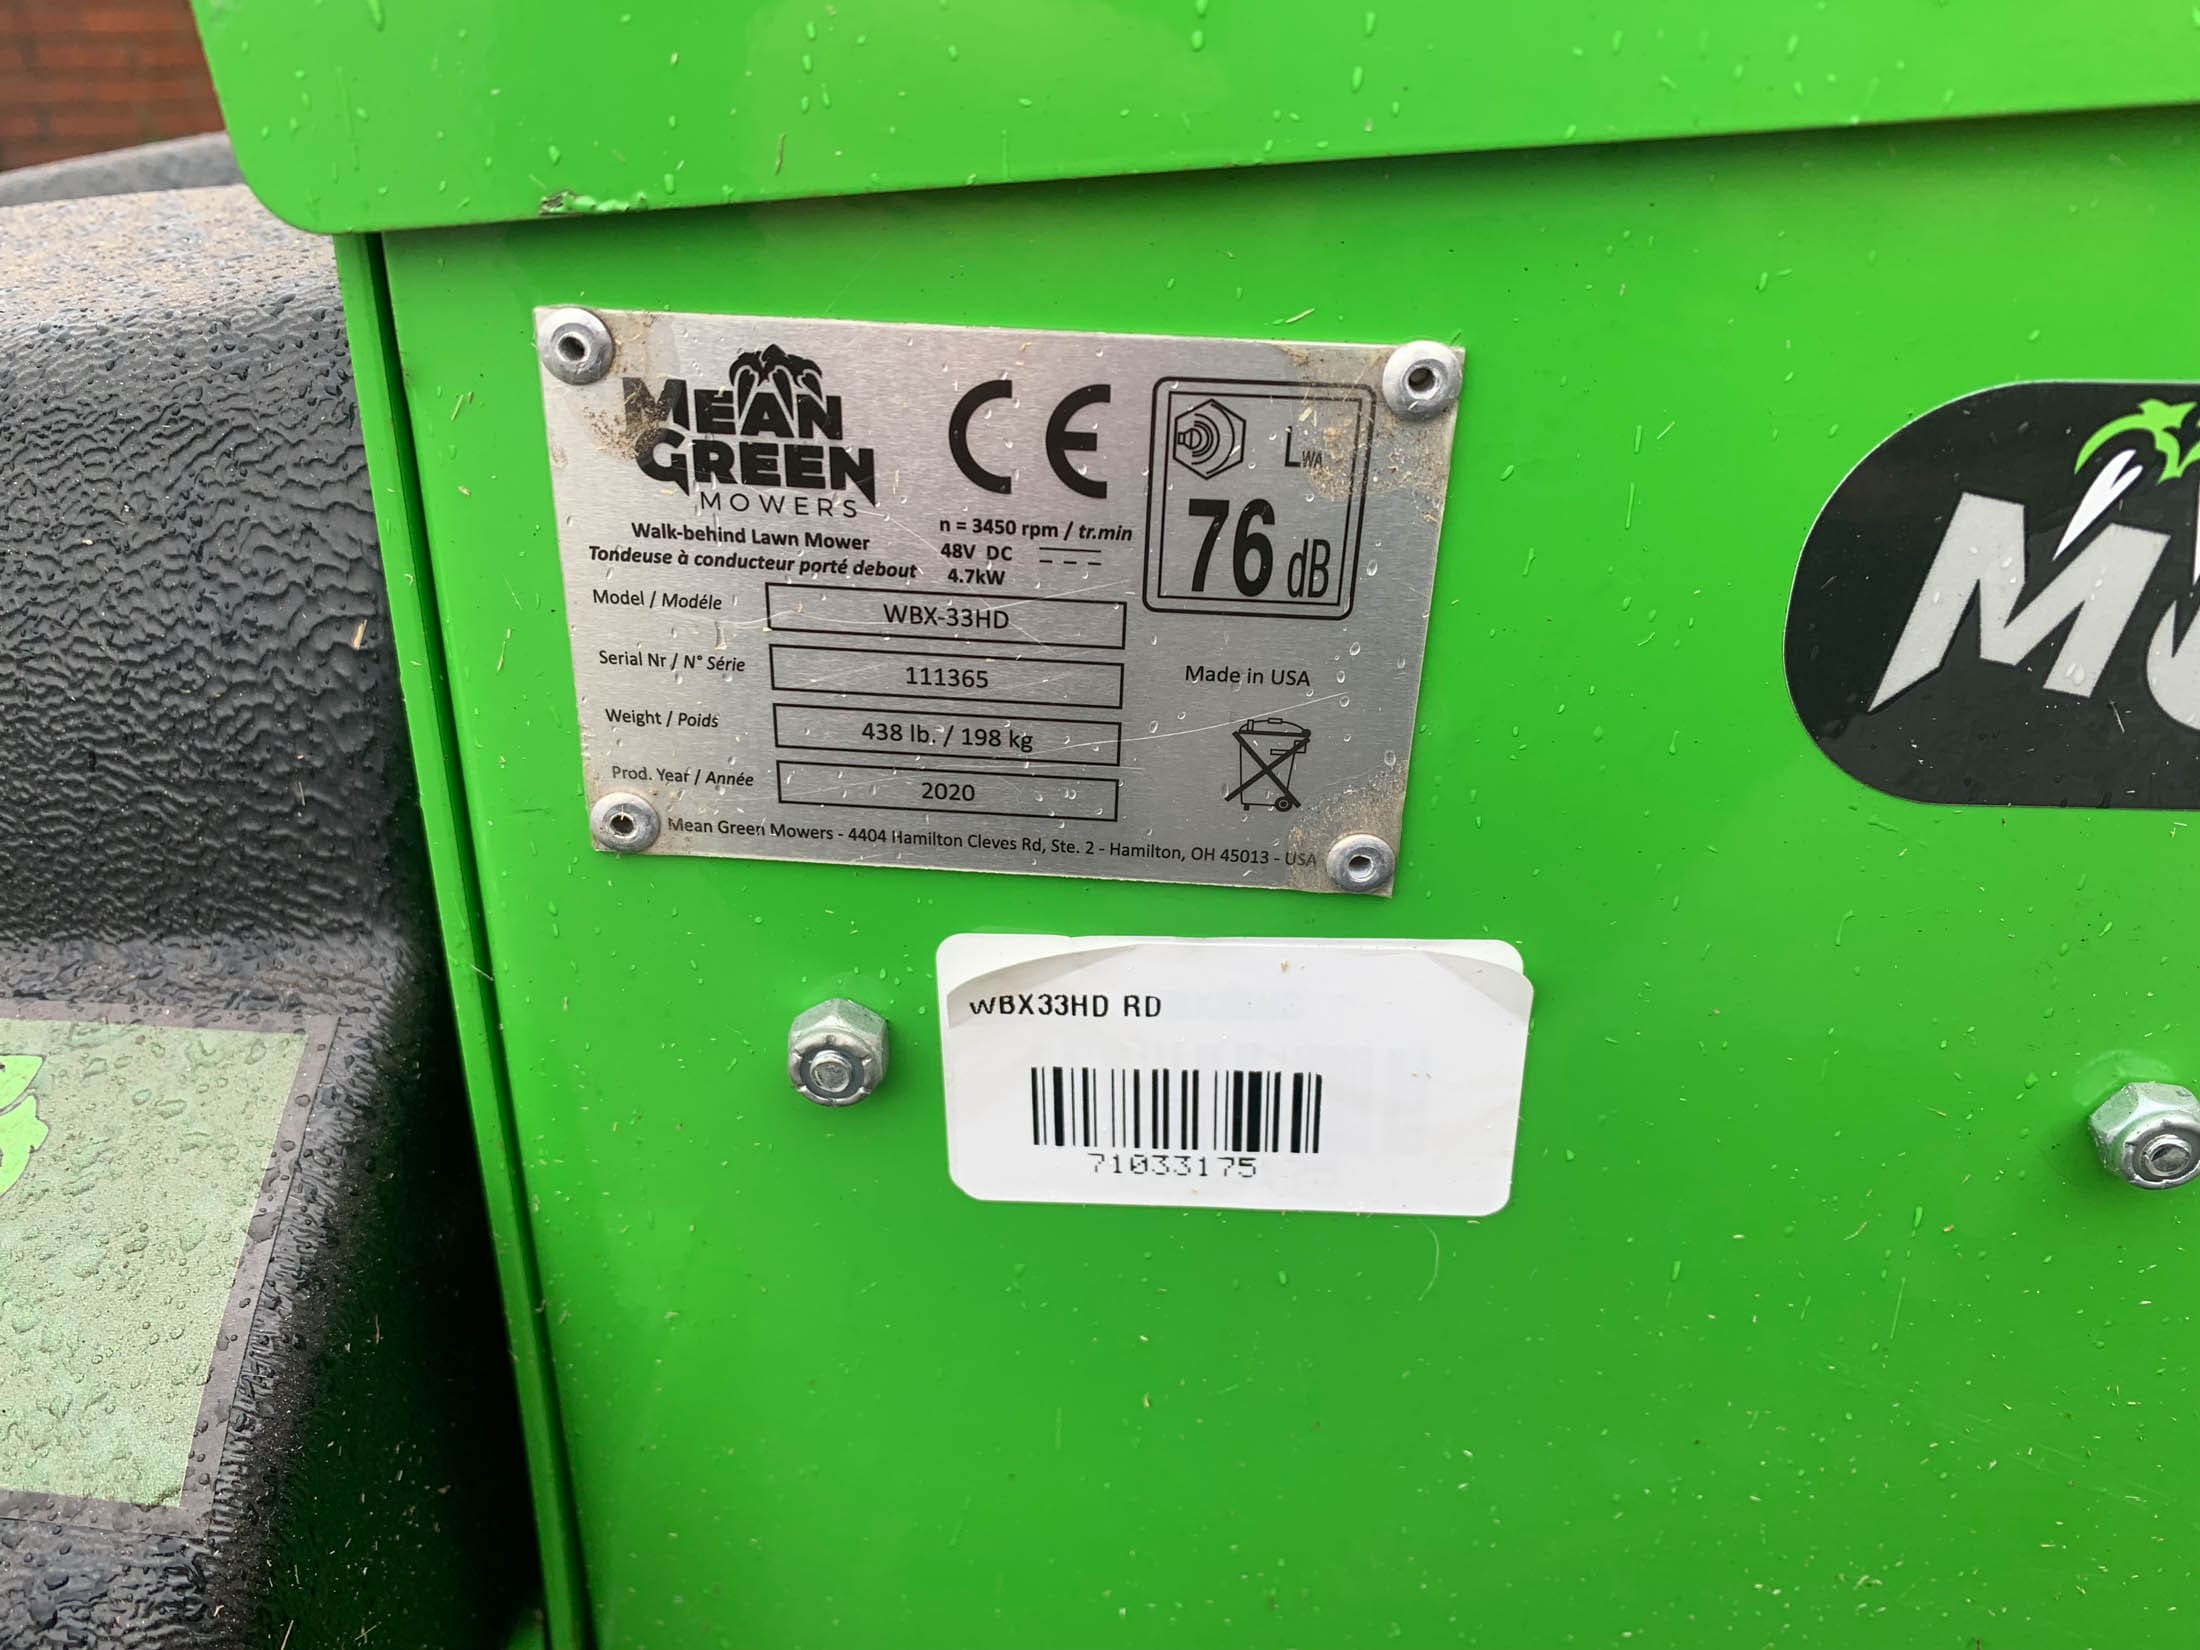 MEAN
GREEN
MOWERS
Walk-behind Lawn Mower
Tondeuse à conducteur porté debout
CE
n = 3450 rpm / tr.min
48V DC
4.7kW
LWA
76 dB
Model / Modéle WBX-33HD
Serial Nr / N° Série 111365
Weight / Poids 438 lb. / 198 kg
Prod. Year / Année 2020
Made in USA
Mean Green Mowers - 4404 Hamilton Cleves Rd, Ste. 2 - Hamilton, OH 45013 - USA
WBX33HD RD
71033175